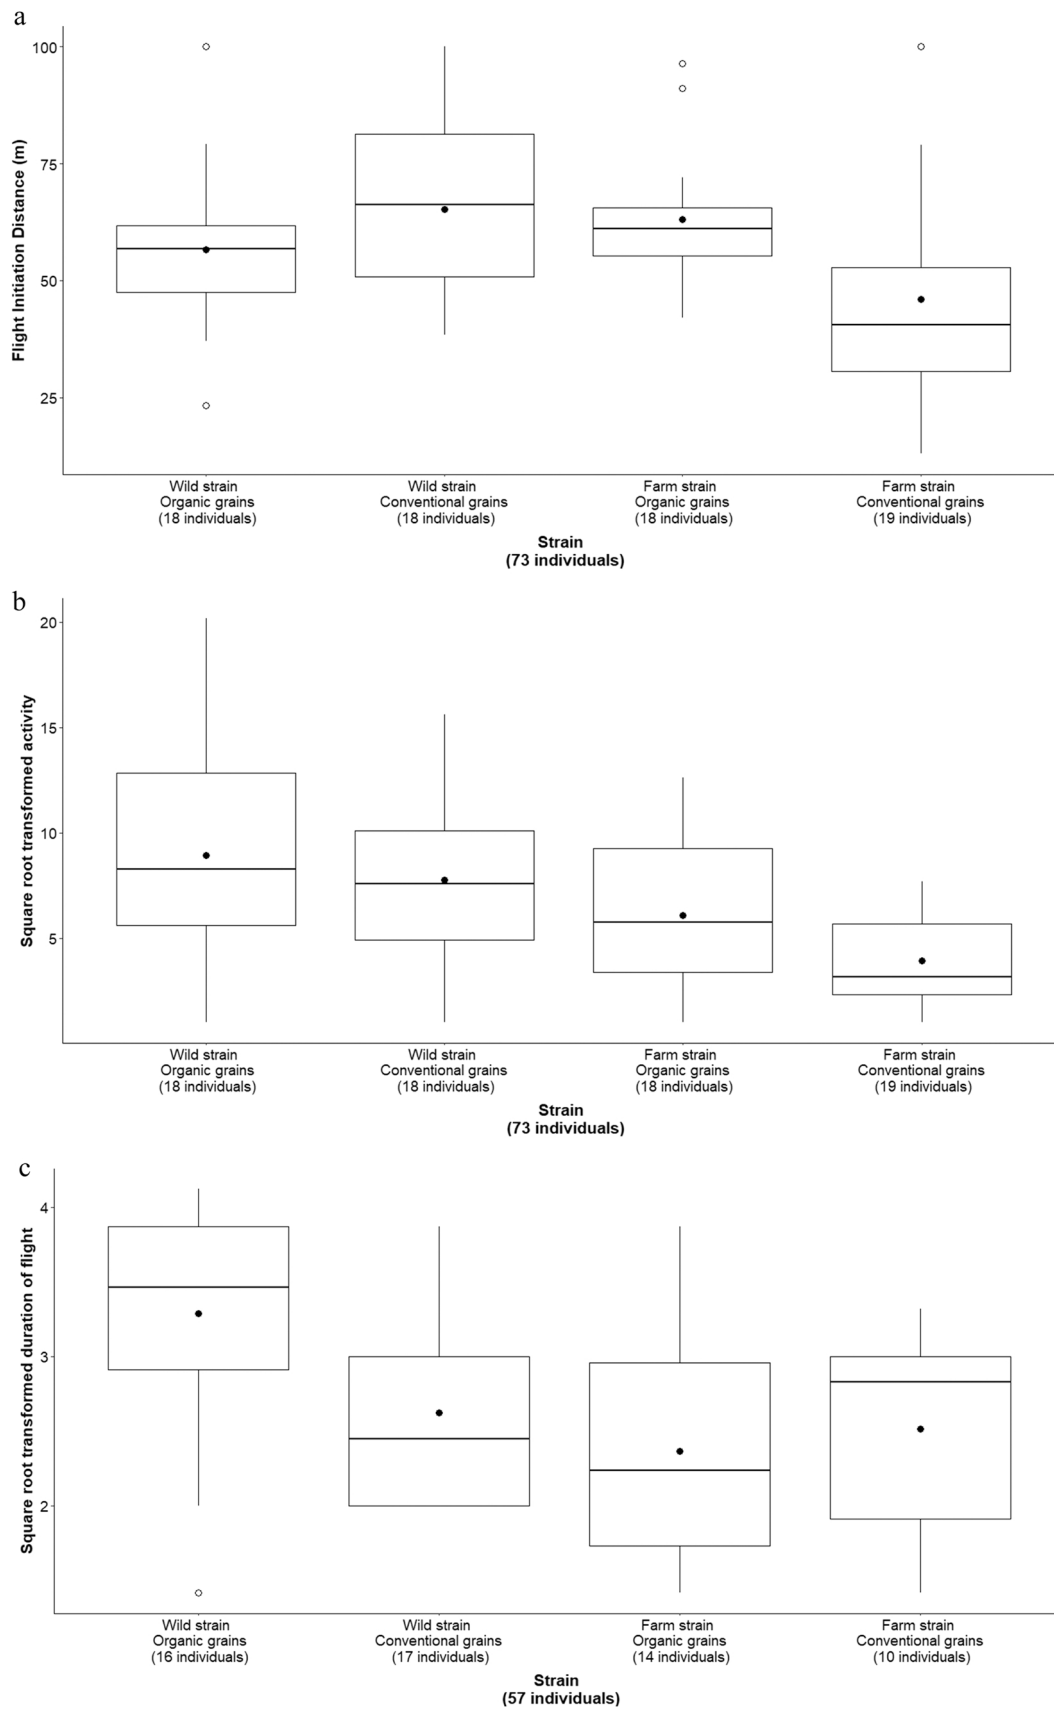 a
Flight Initiation Distance (m)
100
75
50
25
Wild strain
Organic grains
(18 individuals)
Wild strain
Conventional grains
(18 individuals)
Farm strain
Organic grains
(18 individuals)
Farm strain
Conventional grains
(19 individuals)
Strain
(73 individuals)
b
Square root transformed activity
20
15
10
5
Wild strain
Organic grains
(18 individuals)
Wild strain
Conventional grains
(18 individuals)
Farm strain
Organic grains
(18 individuals)
Farm strain
Conventional grains
(19 individuals)
Strain
(73 individuals)
c
Square root transformed duration of flight
4
3
2
Wild strain
Organic grains
(16 individuals)
Wild strain
Conventional grains
(17 individuals)
Farm strain
Organic grains
(14 individuals)
Farm strain
Conventional grains
(10 individuals)
Strain
(57 individuals)